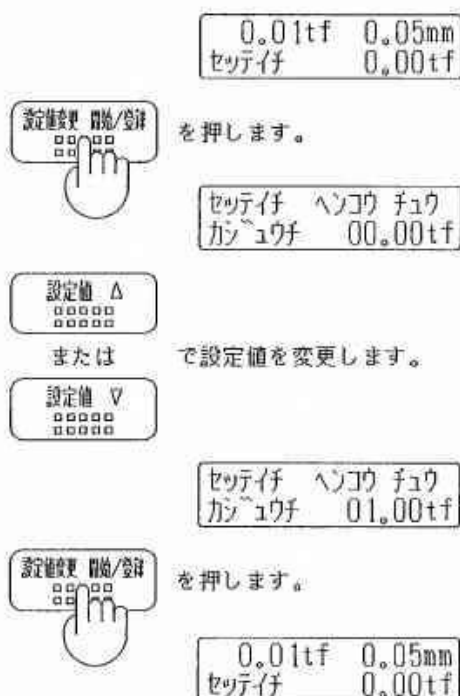 0.01tf 0.05mm
セッテイチ 0.00tf
設定値変更 開始/登録
を押します。
セッテイチ ヘンコウ チュウ
カジュウチ 00.00tf
設定値 △
または
で設定値を変更します。
設定値 ▽
セッテイチ ヘンコウ チュウ
カジュウチ 01.00tf
設定値変更 開始/登録
を押します。
0.01tf 0.05mm
セッテイチ 0.00tf